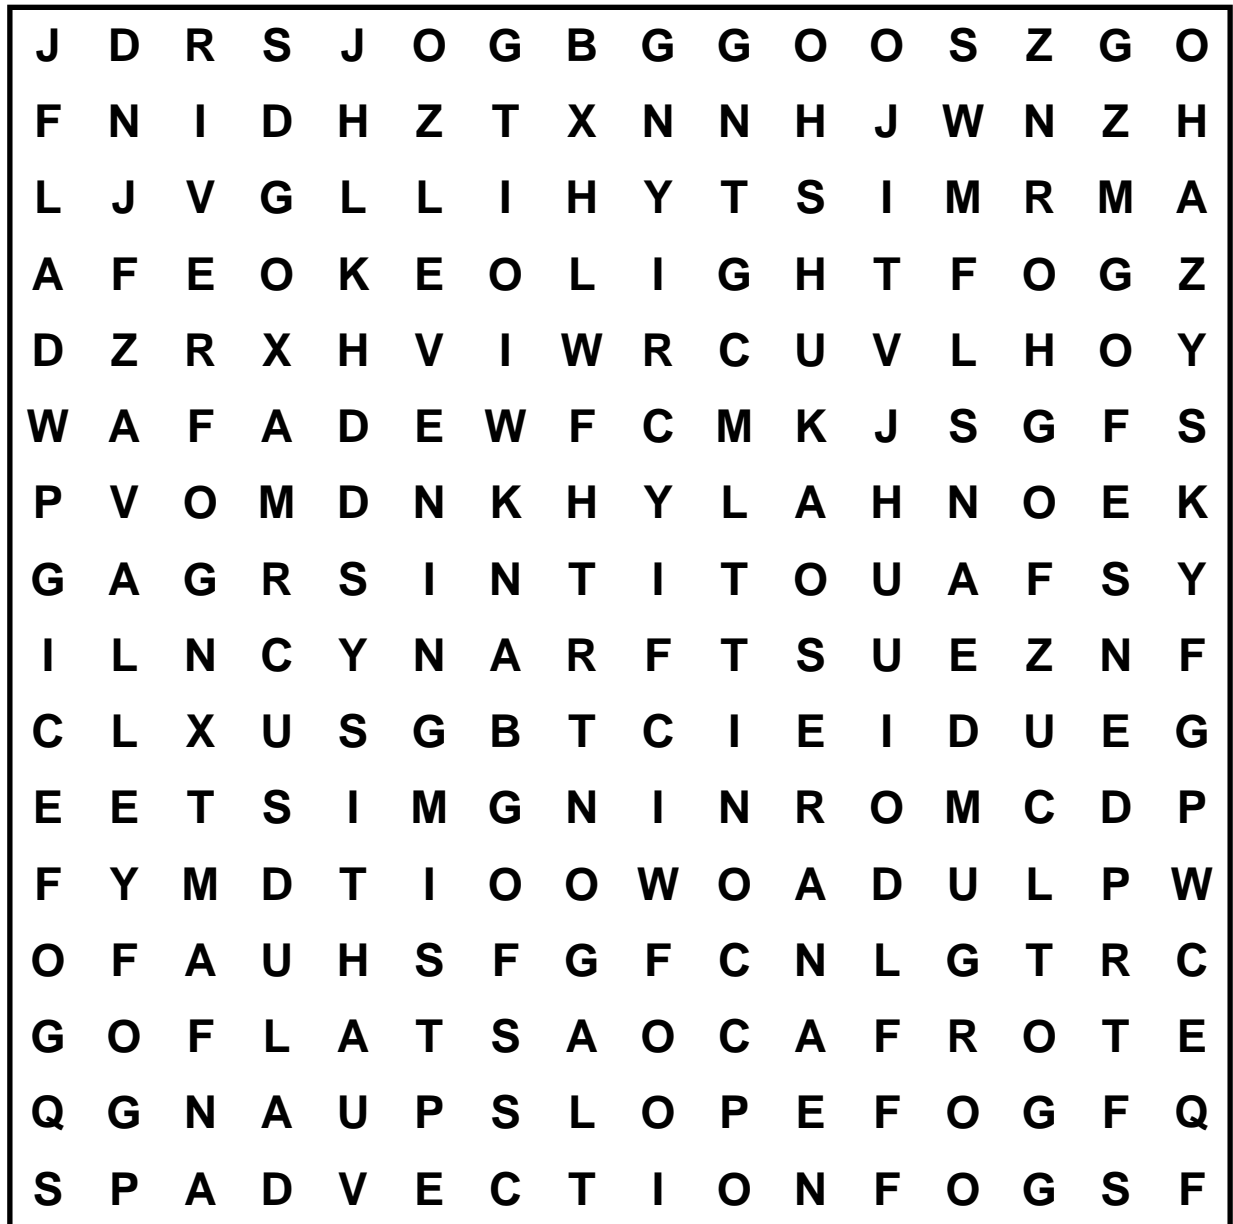 J D R S J O G B G G O O S Z G O
F N I D H Z T X N N H J W N Z H
L J V G L L I H Y T S I M R M A
A F E O K E O L I G H T F O G Z
D Z R X H V I W R C U V L H O Y
W A F A D E W F C M K J S G F S
P V O M D N K H Y L A H N O E K
G A G R S I N T I T O U A F S Y
I L N C Y N A R F T S U E Z N F
C L X U S G B T C I E I D U E G
E E T S I M G N I N R O M C D P
F Y M D T I O O W O A D U L P W
O F A U H S F G F C N L G T R C
G O F L A T S A O C A F R O T E
Q G N A U P S L O P E F O G F Q
S P A D V E C T I O N F O G S F